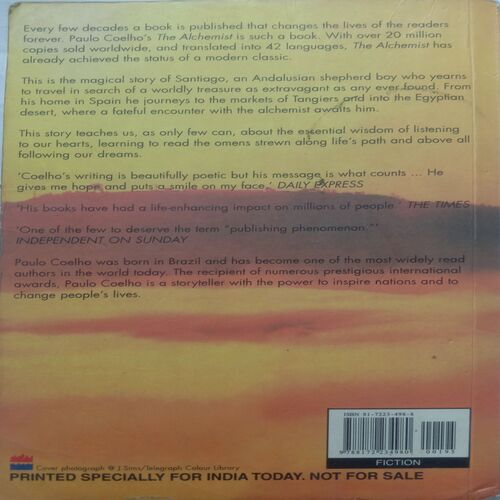 Every few decades a book is published that changes the lives of the readers
forever. Paulo Coelho's The Alchemist is such a book. With over 20 million
copies sold worldwide, and translated into 42 languages, The Alchemist has
already achieved the status of a modern classic.
This is the magical story of Santiago, an Andalusian shepherd boy who yearns
to travel in search of a worldly treasure as extravagant as any ever found. From
his home in Spain he journeys to the markets of Tangiers and into the Egyptian
desert, where a fateful encounter with the alchemist awaits him.
This story teaches us, as only few can, about the essential wisdom of listening
to our hearts, learning to read the omens strewn along life's path and above all
following our dreams.
'Coelho's writing is beautifully poetic but his message is what counts ... He
gives me hope and puts a smile on my face.' DAILY EXPRESS
'His books have had a life-enhancing impact on millions of people.' THE TIMES
'One of the few to deserve the term "publishing phenomenon."'
INDEPENDENT ON SUNDAY
Paulo Coelho was born in Brazil and has become one of the most widely read
authors in the world today. The recipient of numerous prestigious international
awards, Paulo Coelho is a storyteller with the power to inspire nations and to
change people's lives.
ISBN 81-7223-498-8
9 788172 234980
00195
FICTION
Cover photograph @ J Sims/Telegraph Colour Library
PRINTED SPECIALLY FOR INDIA TODAY. NOT FOR SALE